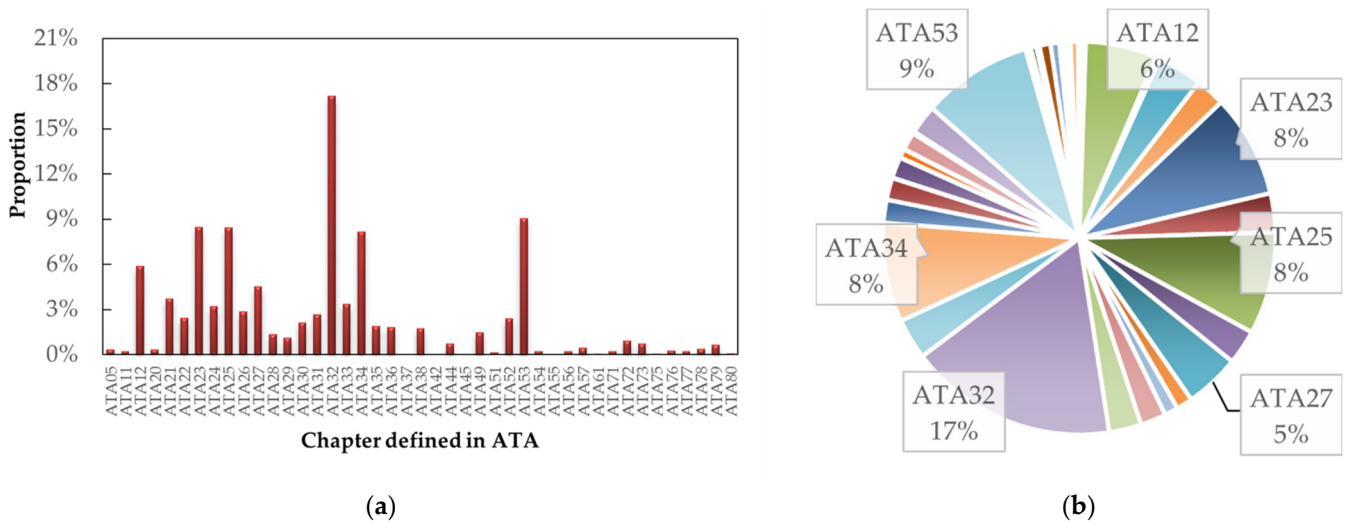 21%
18%
15%
12%
9%
6%
3%
0%
Proportion
ATA05
ATA11
ATA12
ATA20
ATA21
ATA22
ATA23
ATA24
ATA25
ATA26
ATA27
ATA28
ATA29
ATA30
ATA31
ATA32
ATA33
ATA34
ATA35
ATA36
ATA37
ATA38
ATA42
ATA44
ATA45
ATA49
ATA51
ATA52
ATA53
ATA54
ATA55
ATA56
ATA57
ATA61
ATA71
ATA72
ATA73
ATA75
ATA76
ATA77
ATA78
ATA79
ATA80
Chapter defined in ATA
(a)
ATA53
9%
ATA12
6%
ATA23
8%
ATA25
8%
ATA34
8%
ATA32
17%
ATA27
5%
(b)